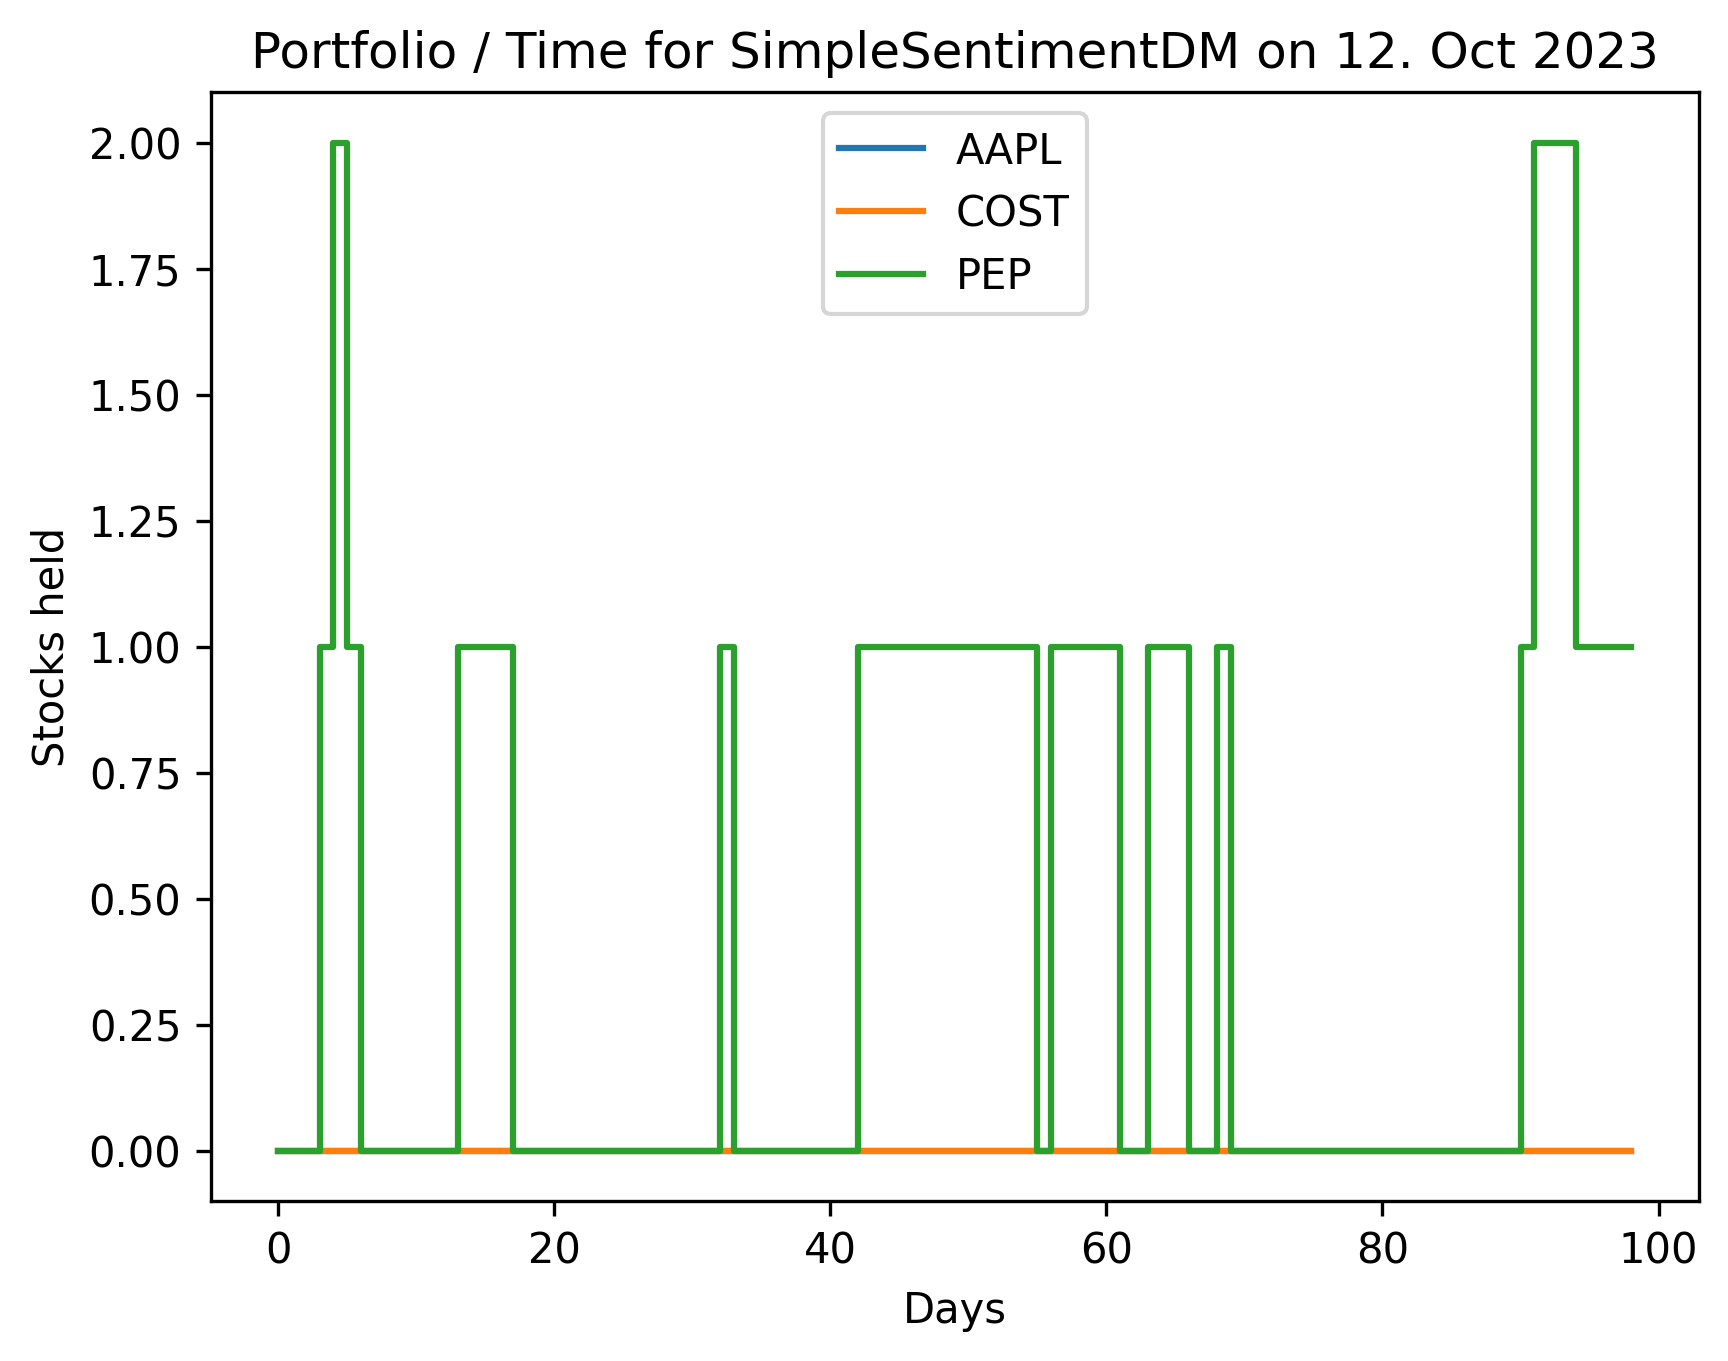 Portfolio / Time for SimpleSentimentDM on 12. Oct 2023
AAPL
COST
PEP
Stocks held
2.00
1.75
1.50
1.25
1.00
0.75
0.50
0.25
0.00
0 20 40 60 80 100
Days